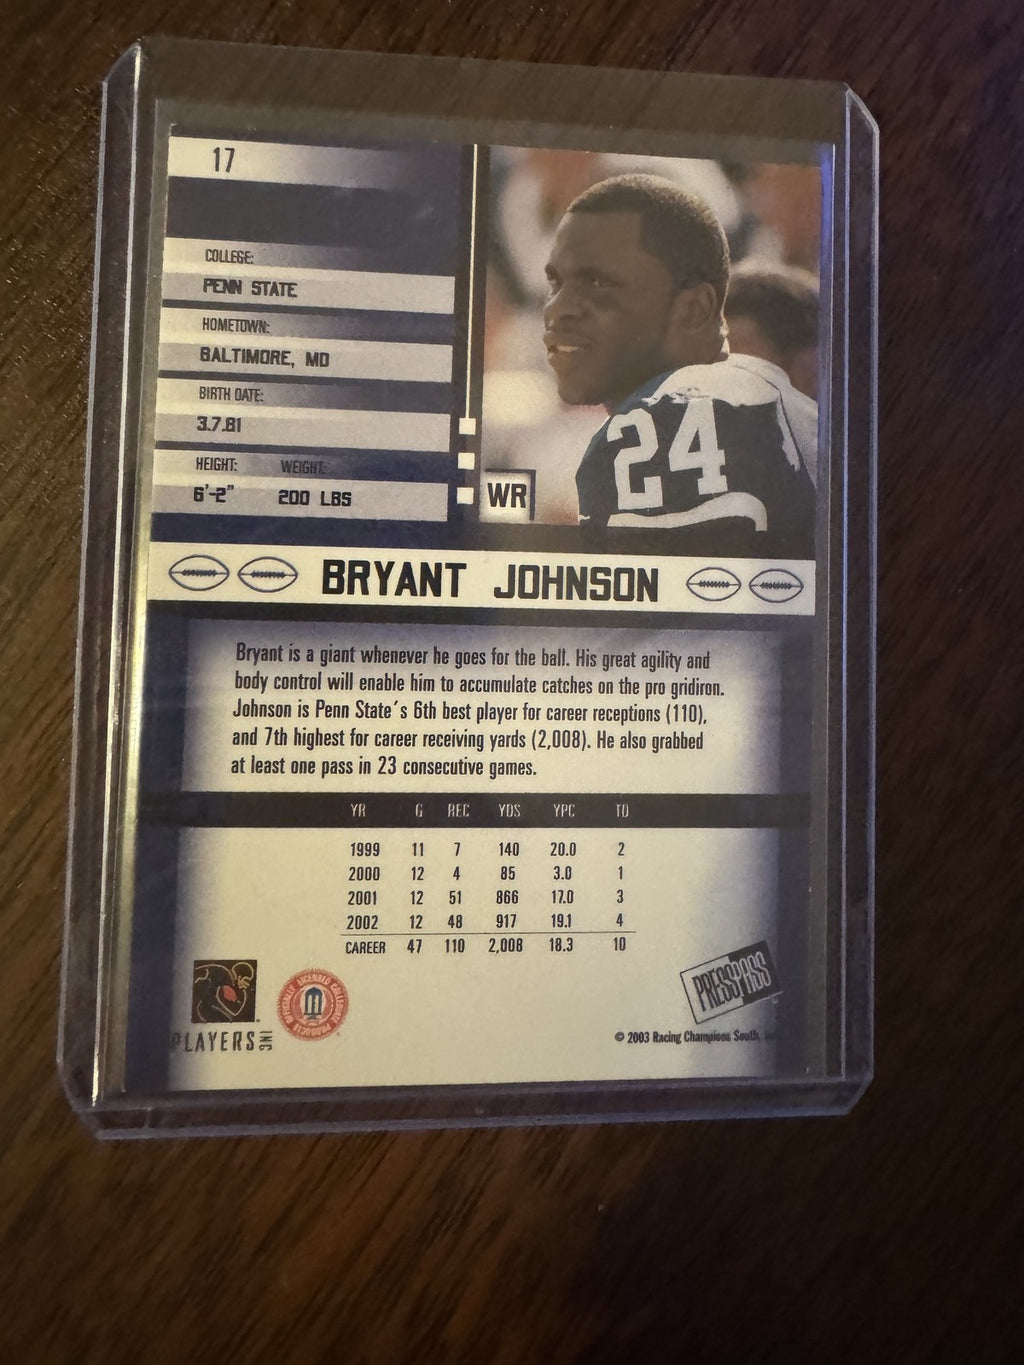 17
COLLEGE:
PENN STATE
HOMETOWN:
BALTIMORE, MD
BIRTH DATE:
3.7.81
HEIGHT: WEIGHT:
6'-2" 200 LBS
24
WR
BRYANT JOHNSON
Bryant is a giant whenever he goes for the ball. His great agility and
body control will enable him to accumulate catches on the pro gridiron.
Johnson is Penn State's 6th best player for career receptions (110),
and 7th highest for career receiving yards (2,008). He also grabbed
at least one pass in 23 consecutive games.
YR G REC YDS YPC TD
1999 11 7 140 20.0 2
2000 12 4 85 3.0 1
2001 12 51 866 17.0 3
2002 12 48 917 19.1 4
CAREER 47 110 2,008 18.3 10
PLAYERS INC
OFFICIALLY LICENSED COLLEGIATE PRODUCTS
PRESS PASS
© 2003 Racing Champions South,